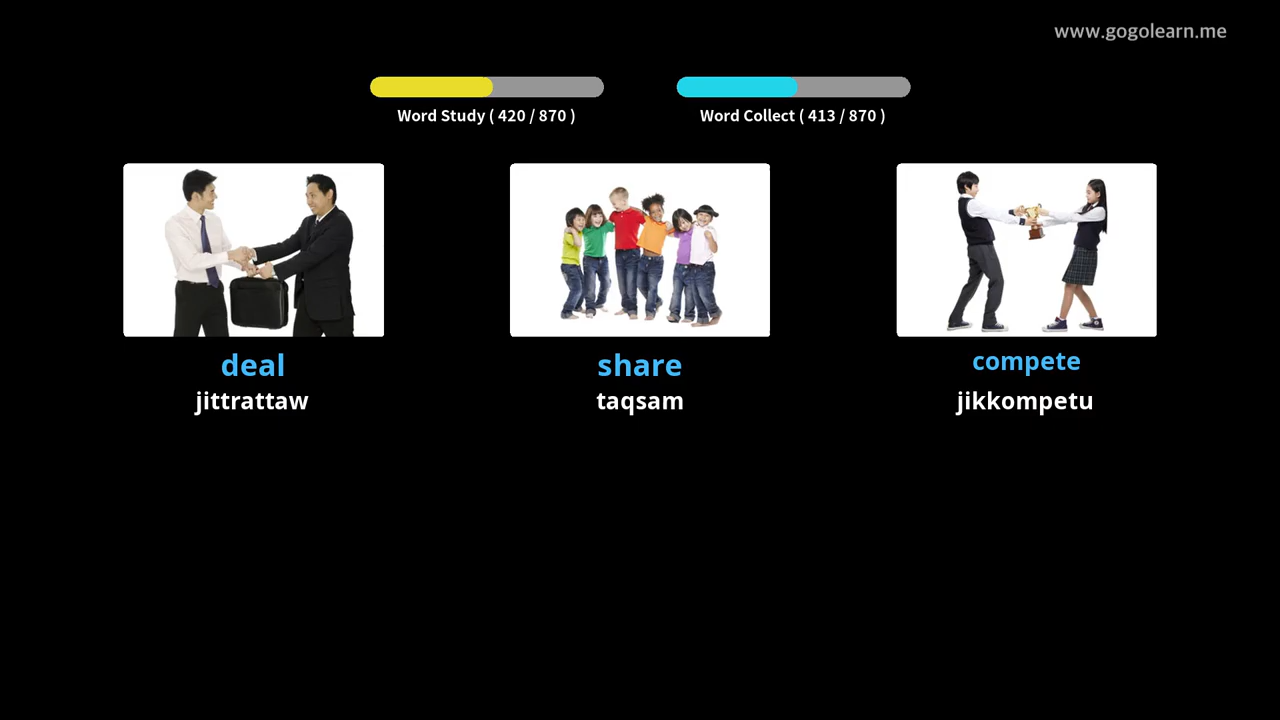 www.gogolearn.me
Word Study ( 420 / 870 )
Word Collect ( 413 / 870 )
deal
share
compete
jittrattaw
taqsam
jikkompetu